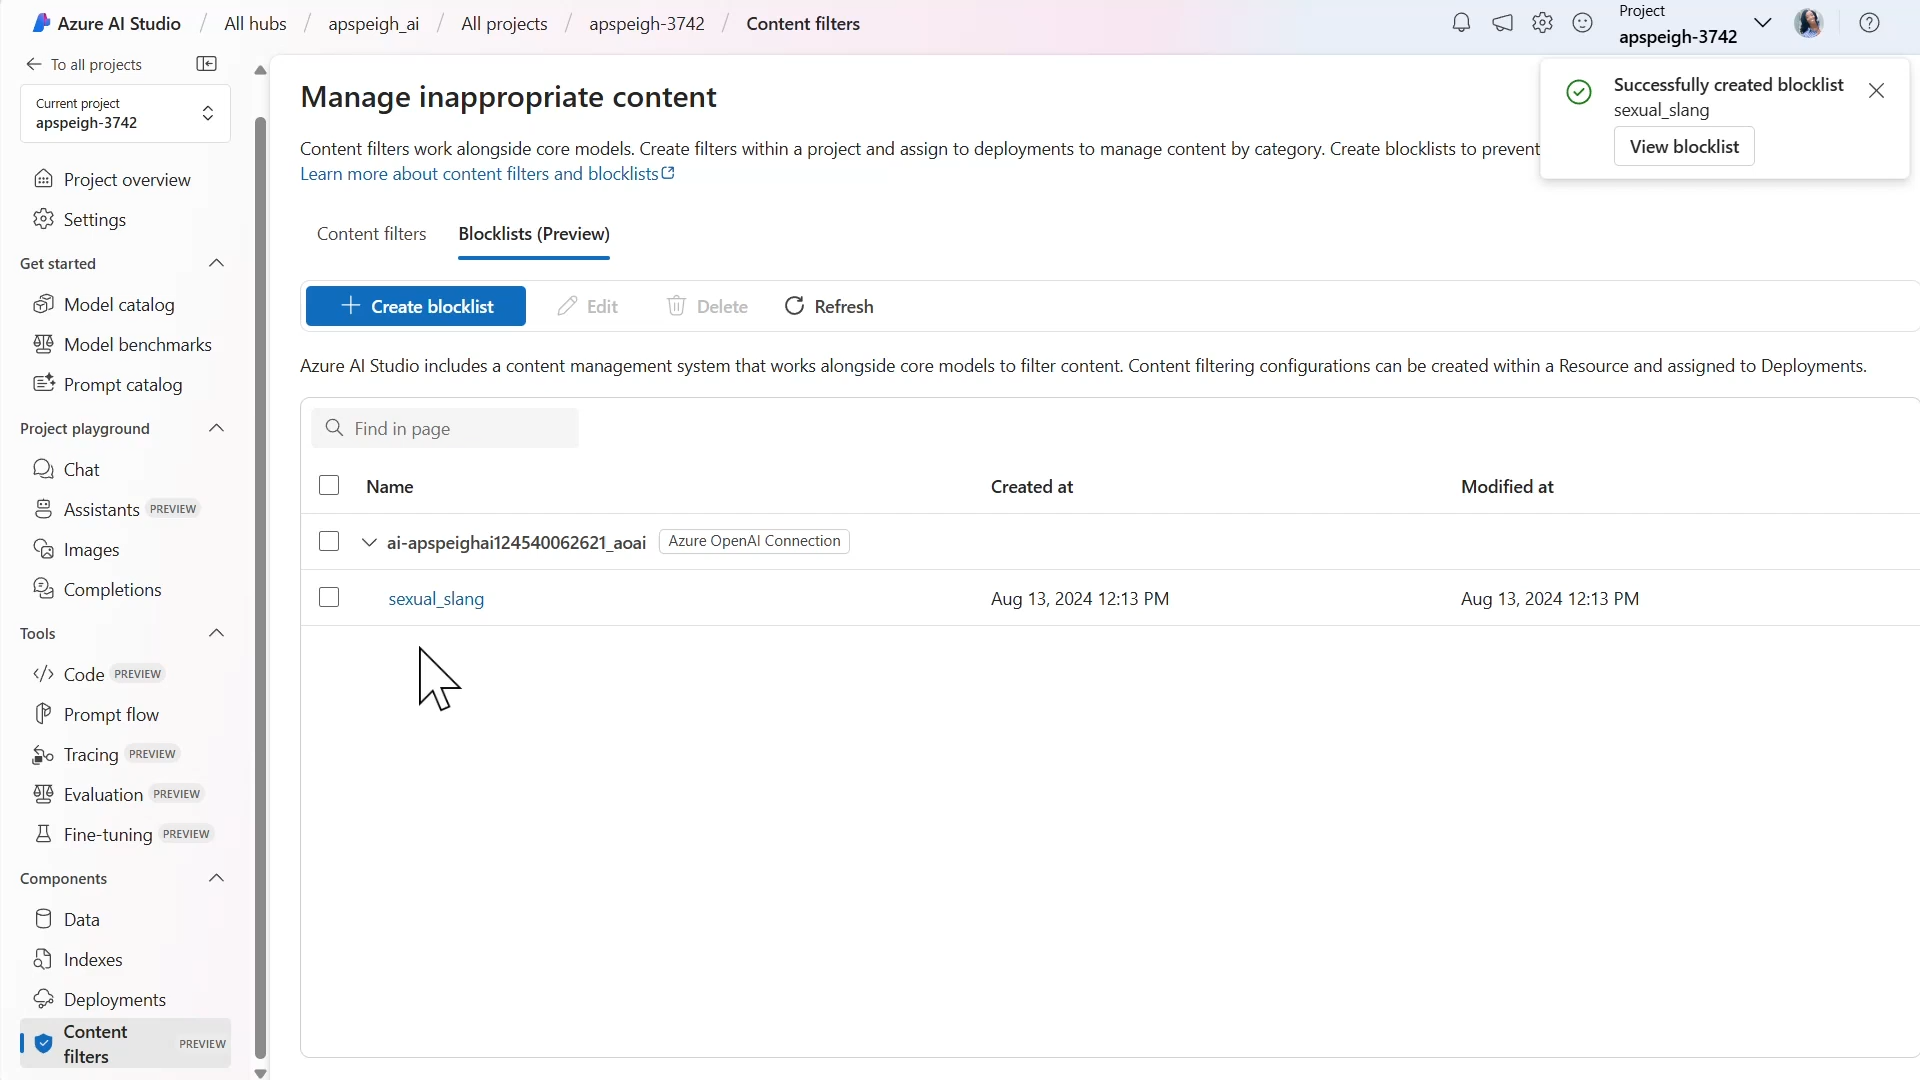 Azure AI Studio / All hubs / apspeigh_ai / All projects / apspeigh-3742 / Content filters
Project
apspeigh-3742
To all projects
Current project
apspeigh-3742
Project overview
Settings
Get started
Model catalog
Model benchmarks
Prompt catalog
Project playground
Chat
Assistants PREVIEW
Images
Completions
Tools
Code PREVIEW
Prompt flow
Tracing PREVIEW
Evaluation PREVIEW
Fine-tuning PREVIEW
Components
Data
Indexes
Deployments
Content
filters PREVIEW
Manage inappropriate content
Content filters work alongside core models. Create filters within a project and assign to deployments to manage content by category. Create blocklists to prevent
Learn more about content filters and blocklists
Successfully created blocklist
sexual_slang
View blocklist
Content filters Blocklists (Preview)
Create blocklist Edit Delete Refresh
Azure AI Studio includes a content management system that works alongside core models to filter content. Content filtering configurations can be created within a Resource and assigned to Deployments.
Find in page
Name Created at Modified at
ai-apspeighai124540062621_aoai Azure OpenAI Connection
sexual_slang Aug 13, 2024 12:13 PM Aug 13, 2024 12:13 PM